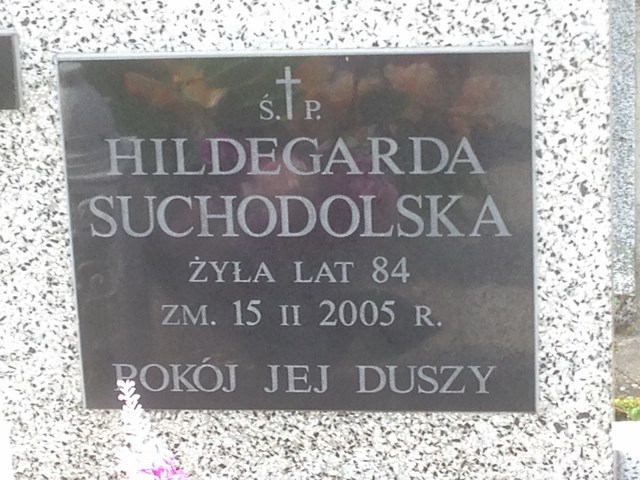 Ś. P.
HILDEGARDA
SUCHODOLSKA
ŻYŁA LAT 84
ZM. 15 II 2005 R.
POKÓJ JEJ DUSZY